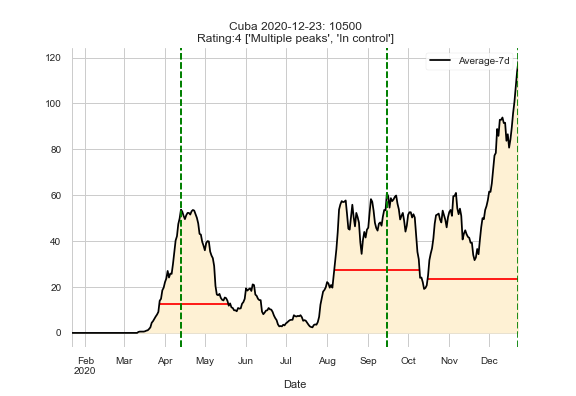 Cuba 2020-12-23: 10500
Rating:4 ['Multiple peaks', 'In control']
Average-7d
120
100
80
60
40
20
0
Feb
2020
Mar
Apr
May
Jun
Jul
Aug
Sep
Oct
Nov
Dec
Date